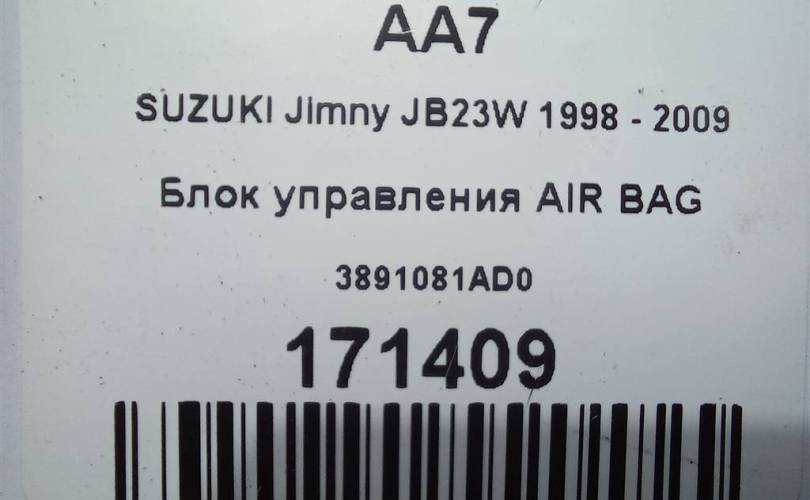 AA7
SUZUKI Jimny JB23W 1998 - 2009
Блок управления AIR BAG
3891081AD0
171409